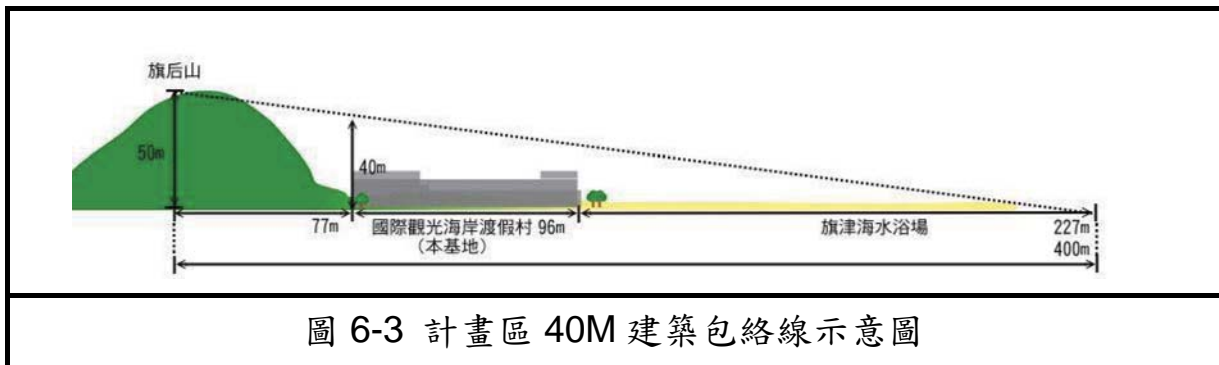 旗后山
50m
40m
77m
國際觀光海岸渡假村 96m
(本基地)
旗津海水浴場
227m
400m
圖 6-3 計畫區 40M 建築包絡線示意圖